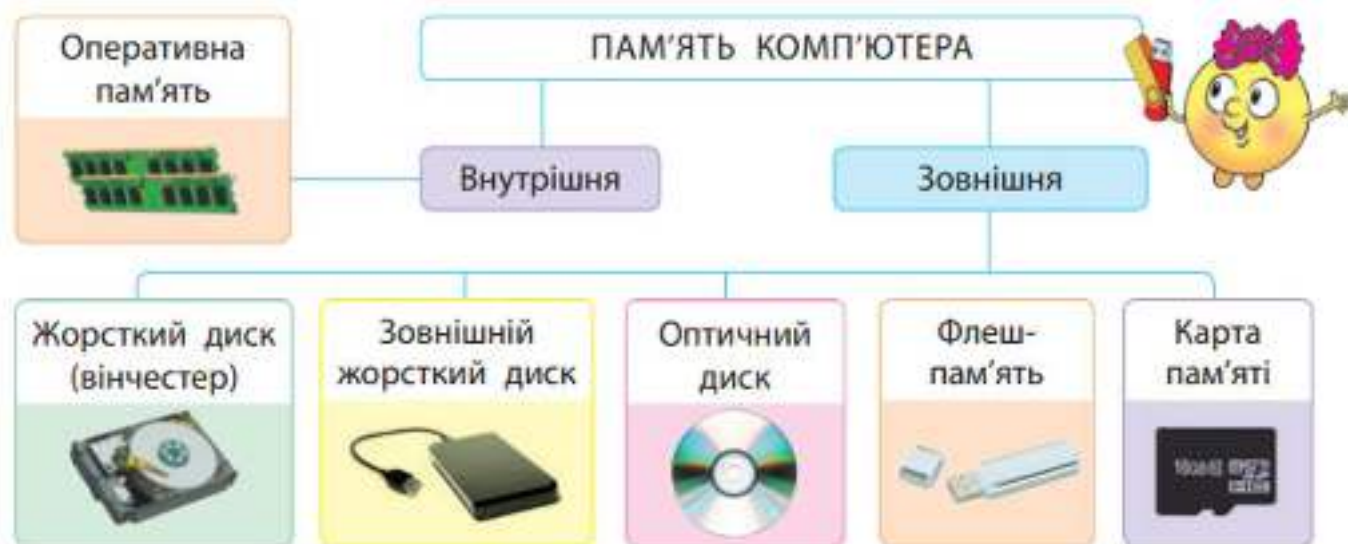 ПАМ'ЯТЬ КОМП'ЮТЕРА
Оперативна
пам'ять
Внутрішня
Зовнішня
Жорсткий диск
(вінчестер)
Зовнішній
жорсткий диск
Оптичний
диск
Флеш-
пам'ять
Карта
пам'яті